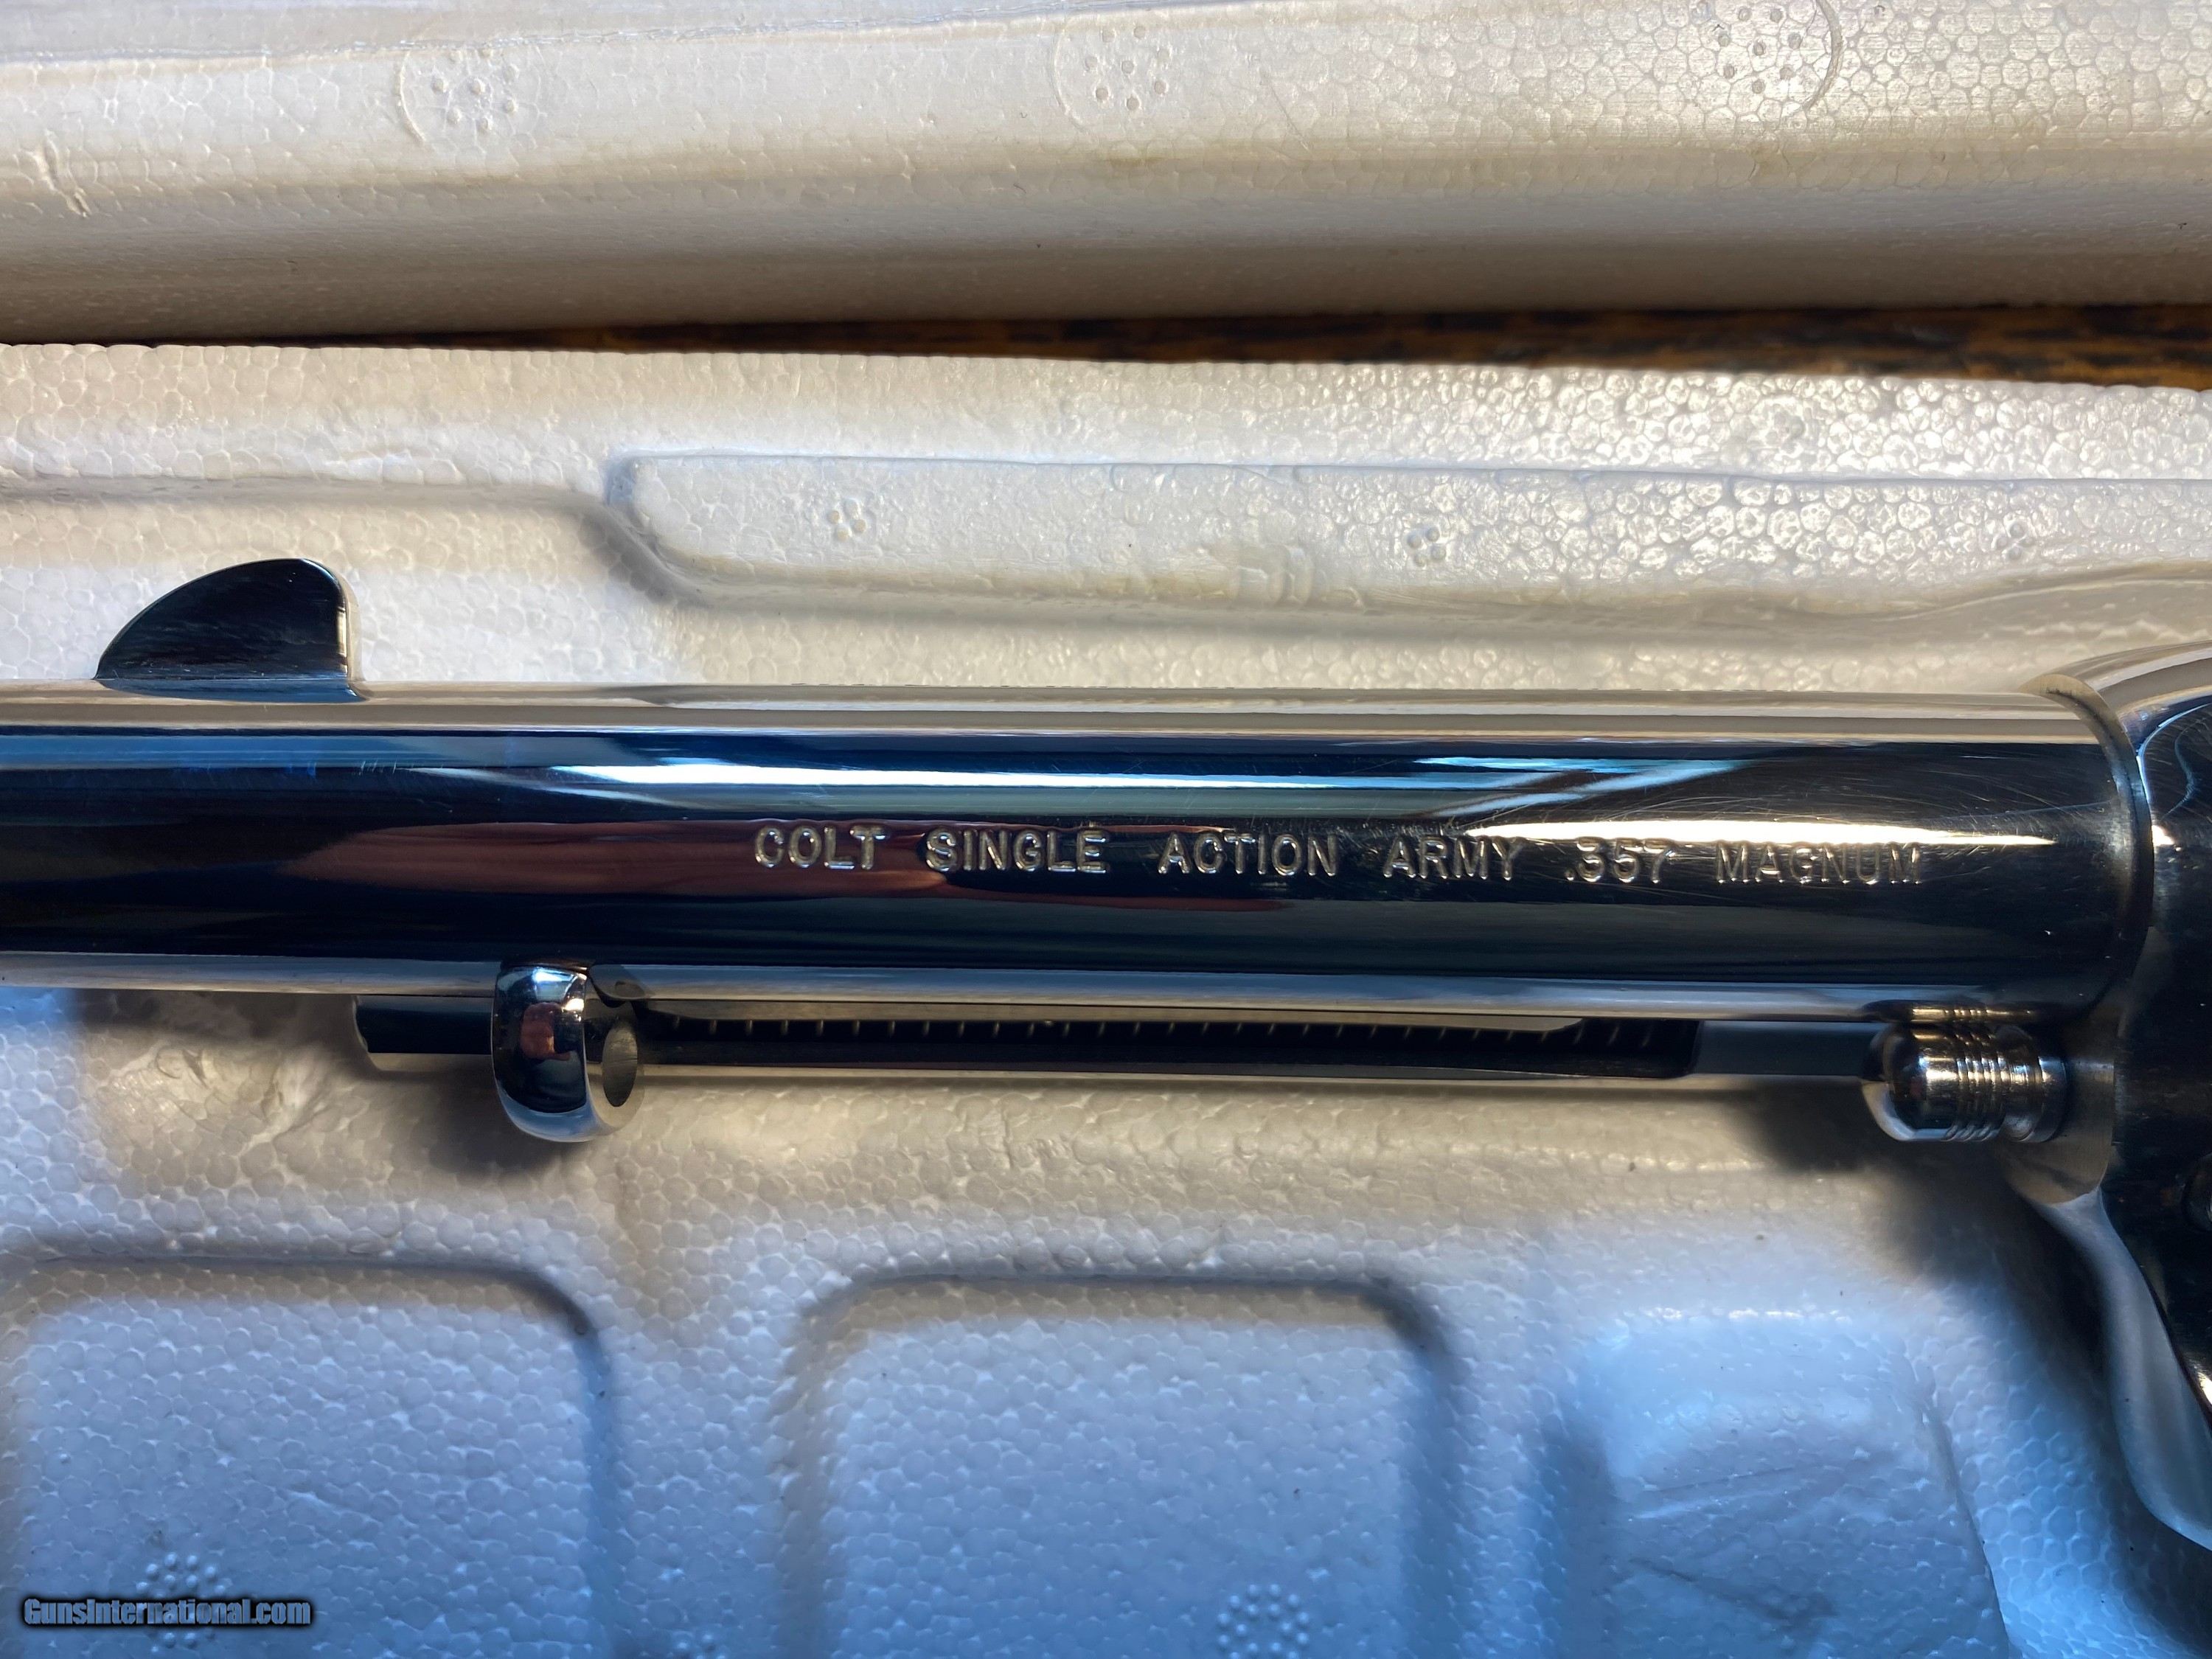 COLT SINGLE ACTION ARMY .357 MAGNUM
GunsInternational.com